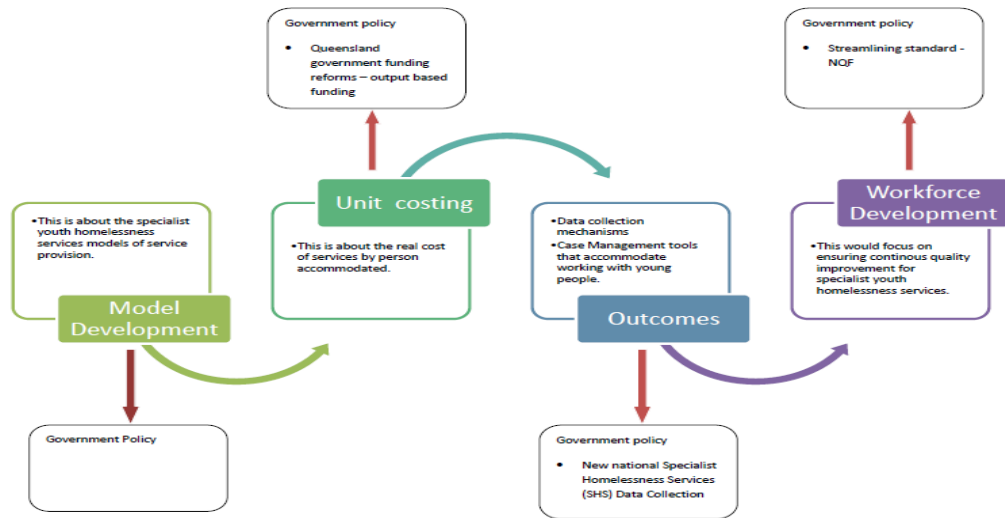 Government policy
• Queensland
government funding
reforms – output based
funding
Government policy
• Streamlining standard -
NQF
•This is about the specialist
youth homelessness
services models of service
provision.
Model
Development
Unit costing
•This is about the real cost
of services by person
accommodated.
•Data collection
mechanisms
•Case Management tools
that accommodate
working with young
people.
Outcomes
Workforce
Development
•This would focus on
ensuring continous quality
improvement for
specialist youth
homelessness services.
Government Policy
Government policy
• New national Specialist
Homelessness Services
(SHS) Data Collection